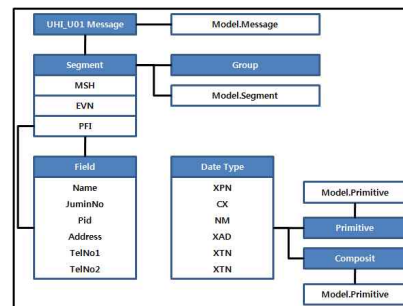 UHI_U01 Message
Model.Message
Segment
Group
MSH
EVN
Model.Segment
PFI
Field
Date Type
Name
XPN
JuminNo
CX
Model.Primitive
Pid
NM
Primitive
Address
XAD
TelNo1
XTN
Composit
TelNo2
XTN
Model.Primitive